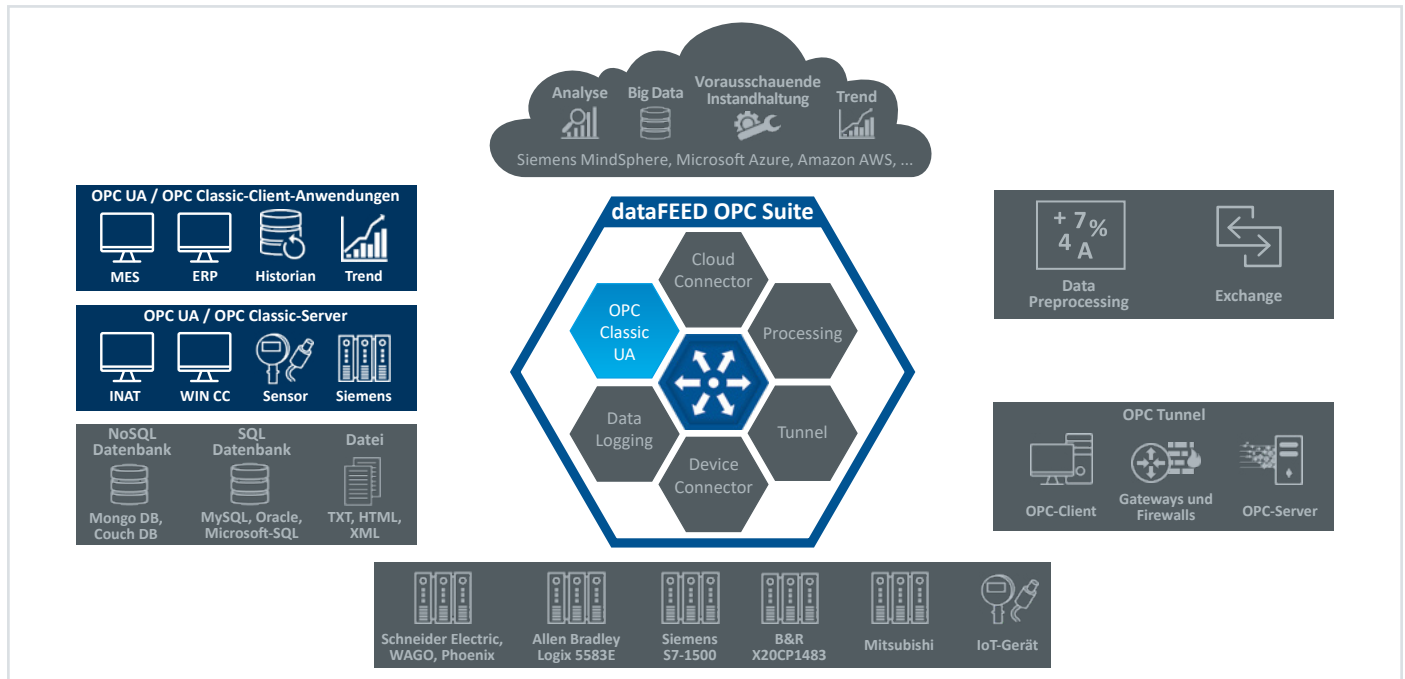 Analyse
Big Data
Vorausschauende
Instandhaltung
Trend
Siemens MindSphere, Microsoft Azure, Amazon AWS, ...
OPC UA / OPC Classic-Client-Anwendungen
MES
ERP
Historian
Trend
OPC UA / OPC Classic-Server
INAT
WIN CC
Sensor
Siemens
NoSQL
Datenbank
SQL
Datenbank
Datei
Mongo DB,
Couch DB
MySQL, Oracle,
Microsoft-SQL
TXT, HTML,
XML
dataFEED OPC Suite
Cloud
Connector
OPC
Classic
UA
Processing
Data
Logging
Tunnel
Device
Connector
+ 7 %
4 A
Data
Preprocessing
Exchange
OPC Tunnel
OPC-Client
Gateways und
Firewalls
OPC-Server
Schneider Electric,
WAGO, Phoenix
Allen Bradley
Logix 5583E
Siemens
S7-1500
B&R
X20CP1483
Mitsubishi
IoT-Gerät